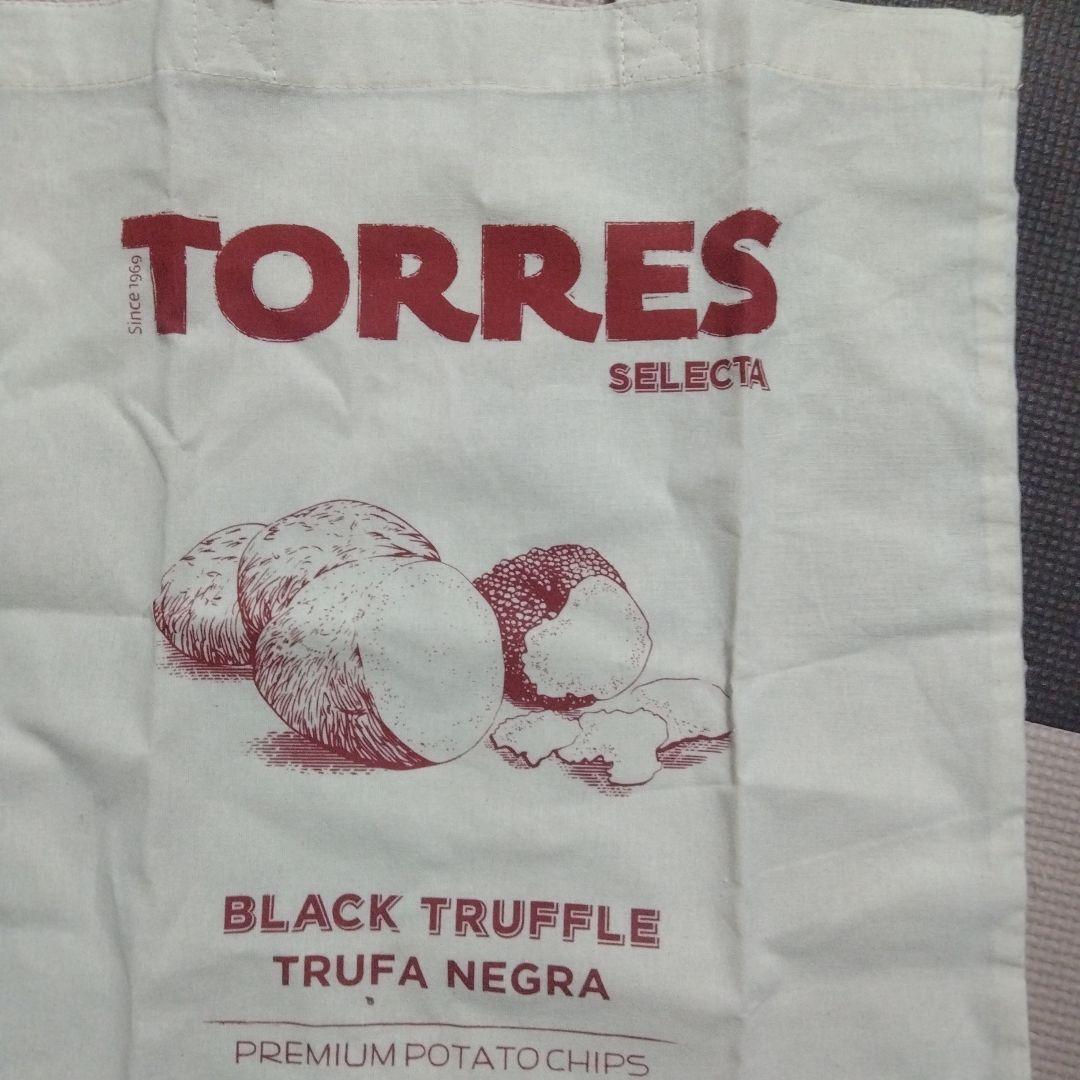 Since 1969
TORRES
SELECTA
BLACK TRUFFLE
TRUFA NEGRA
PREMIUM POTATO CHIPS